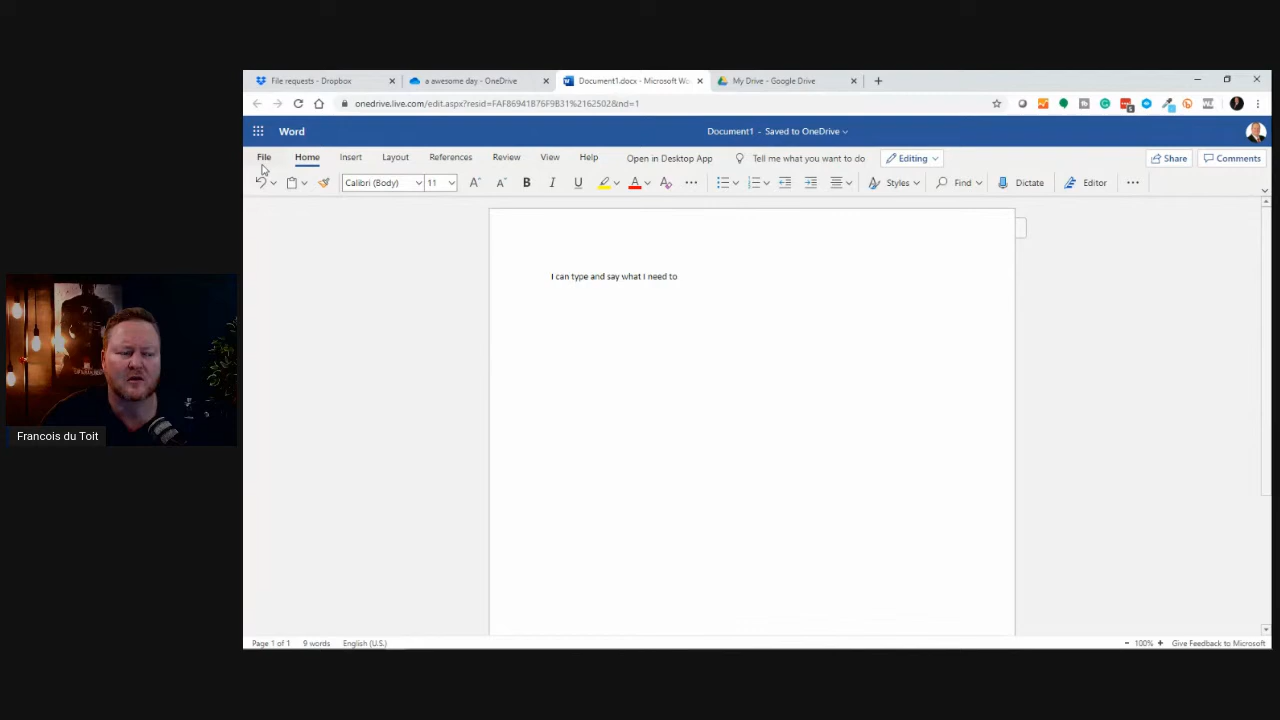 File requests - Dropbox
a awesome day - OneDrive
Document1.docx - Microsoft Wo
My Drive - Google Drive
onedrive.live.com/edit.aspx?resid=FAF86941B76F9B31%2162502&nd=1
Word
Document1 - Saved to OneDrive
File Home Insert Layout References Review View Help Open in Desktop App Tell me what you want to do Editing Share Comments
Calibri (Body) 11 A A B I U A Styles Find Dictate Editor
I can type and say what I need to
Francois du Toit
Page 1 of 1 9 words English (U.S.) 100% Give Feedback to Microsoft